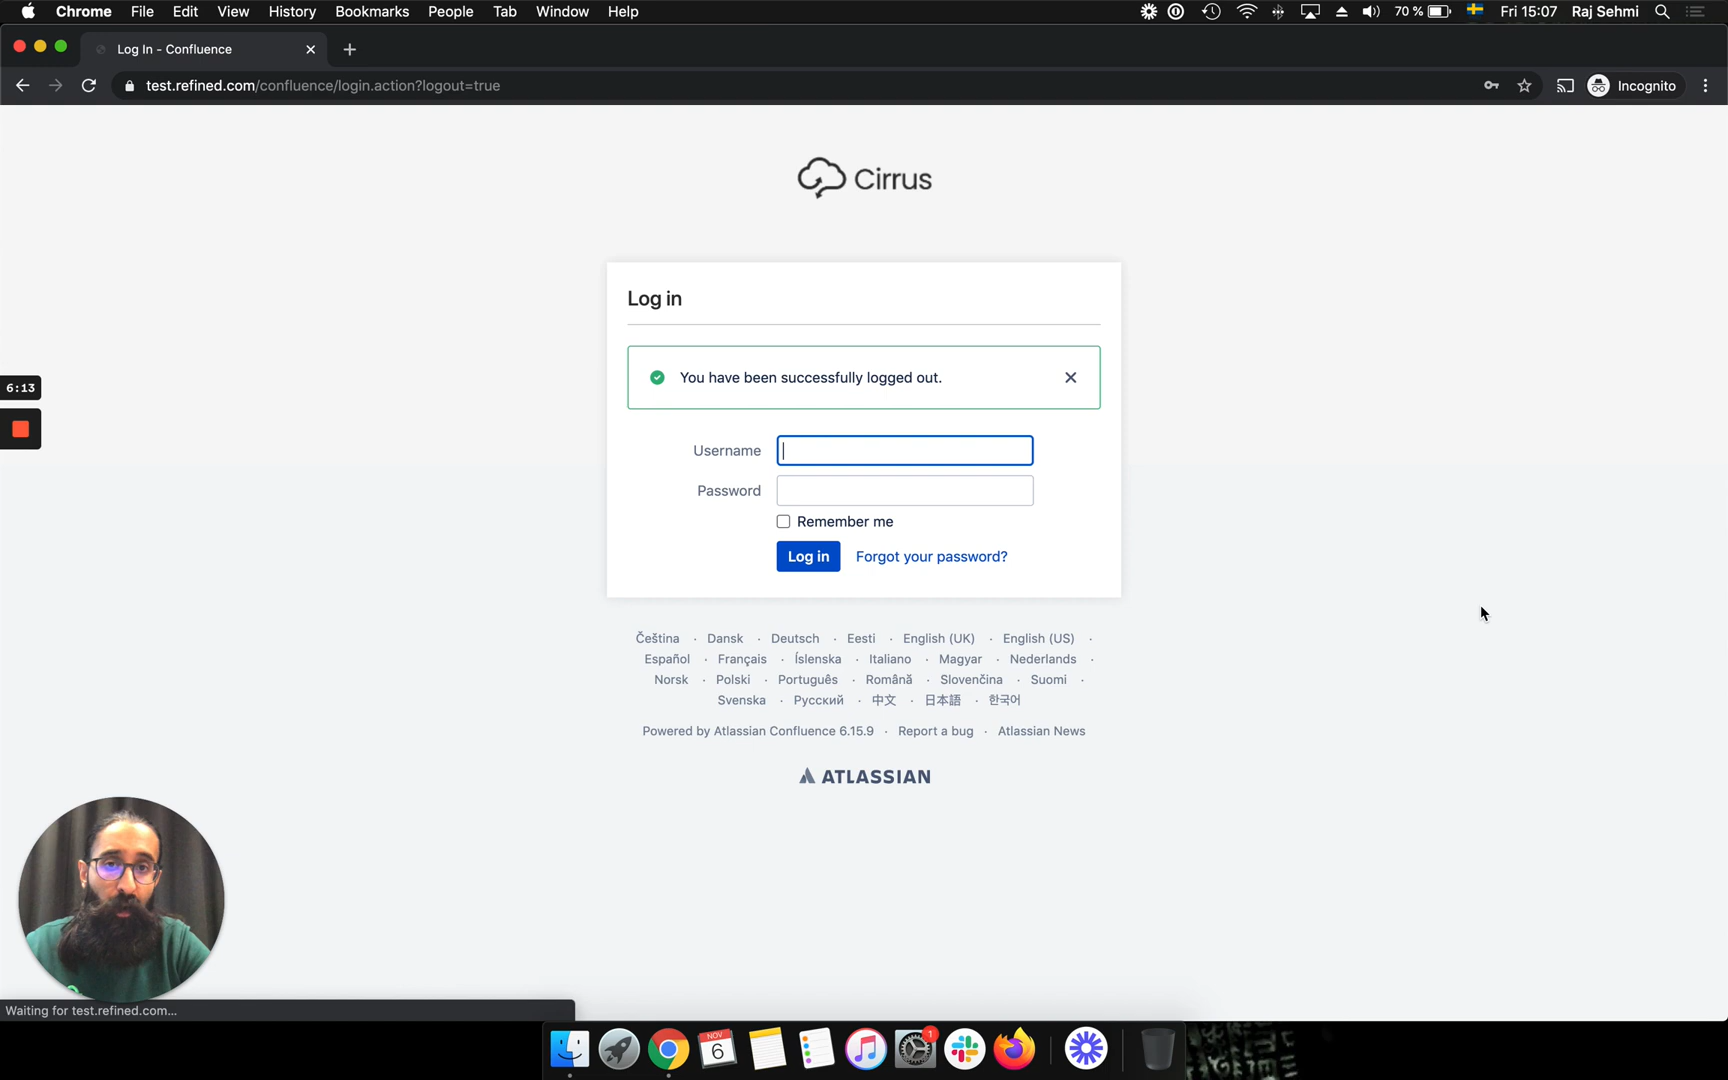 Chrome File Edit View History Bookmarks People Tab Window Help 70 % Fri 15:07 Raj Sehmi
Log In - Confluence
test.refined.com/confluence/login.action?logout=true Incognito
Cirrus
Log in
You have been successfully logged out.
6:13
Username
Password
Remember me
Log in Forgot your password?
Čeština · Dansk · Deutsch · Eesti · English (UK) · English (US) ·
Español · Français · Íslenska · Italiano · Magyar · Nederlands ·
Norsk · Polski · Português · Română · Slovenčina · Suomi ·
Svenska · Русский · 中文 · 日本語 · 한국어
Powered by Atlassian Confluence 6.15.9 · Report a bug · Atlassian News
ATLASSIAN
Waiting for test.refined.com...
NOV
6
1